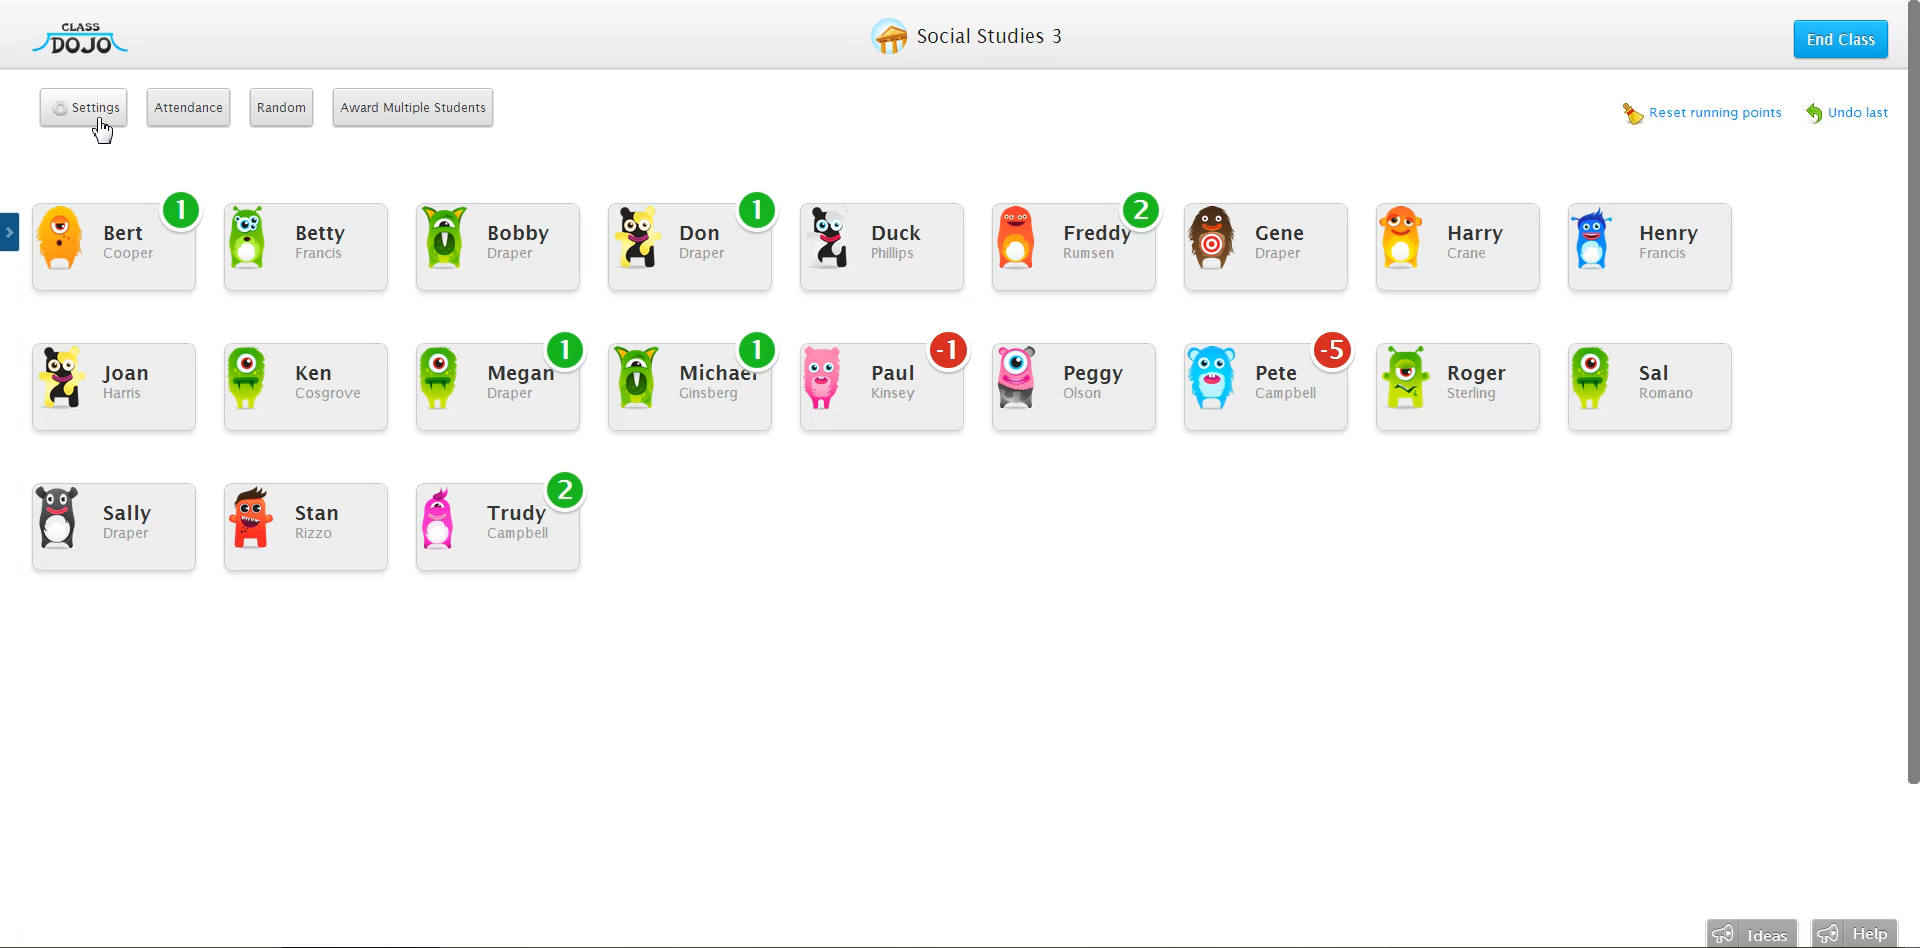 CLASS
DOJO
Social Studies 3
End Class
Settings
Attendance
Random
Award Multiple Students
Reset running points
Undo last
Bert
Cooper
1
Betty
Francis
Bobby
Draper
Don
Draper
1
Duck
Phillips
Freddy
Rumsen
2
Gene
Draper
Harry
Crane
Henry
Francis
Joan
Harris
Ken
Cosgrove
Megan
Draper
1
Michael
Ginsberg
1
Paul
Kinsey
-1
Peggy
Olson
Pete
Campbell
-5
Roger
Sterling
Sal
Romano
Sally
Draper
Stan
Rizzo
Trudy
Campbell
2
Ideas
Help